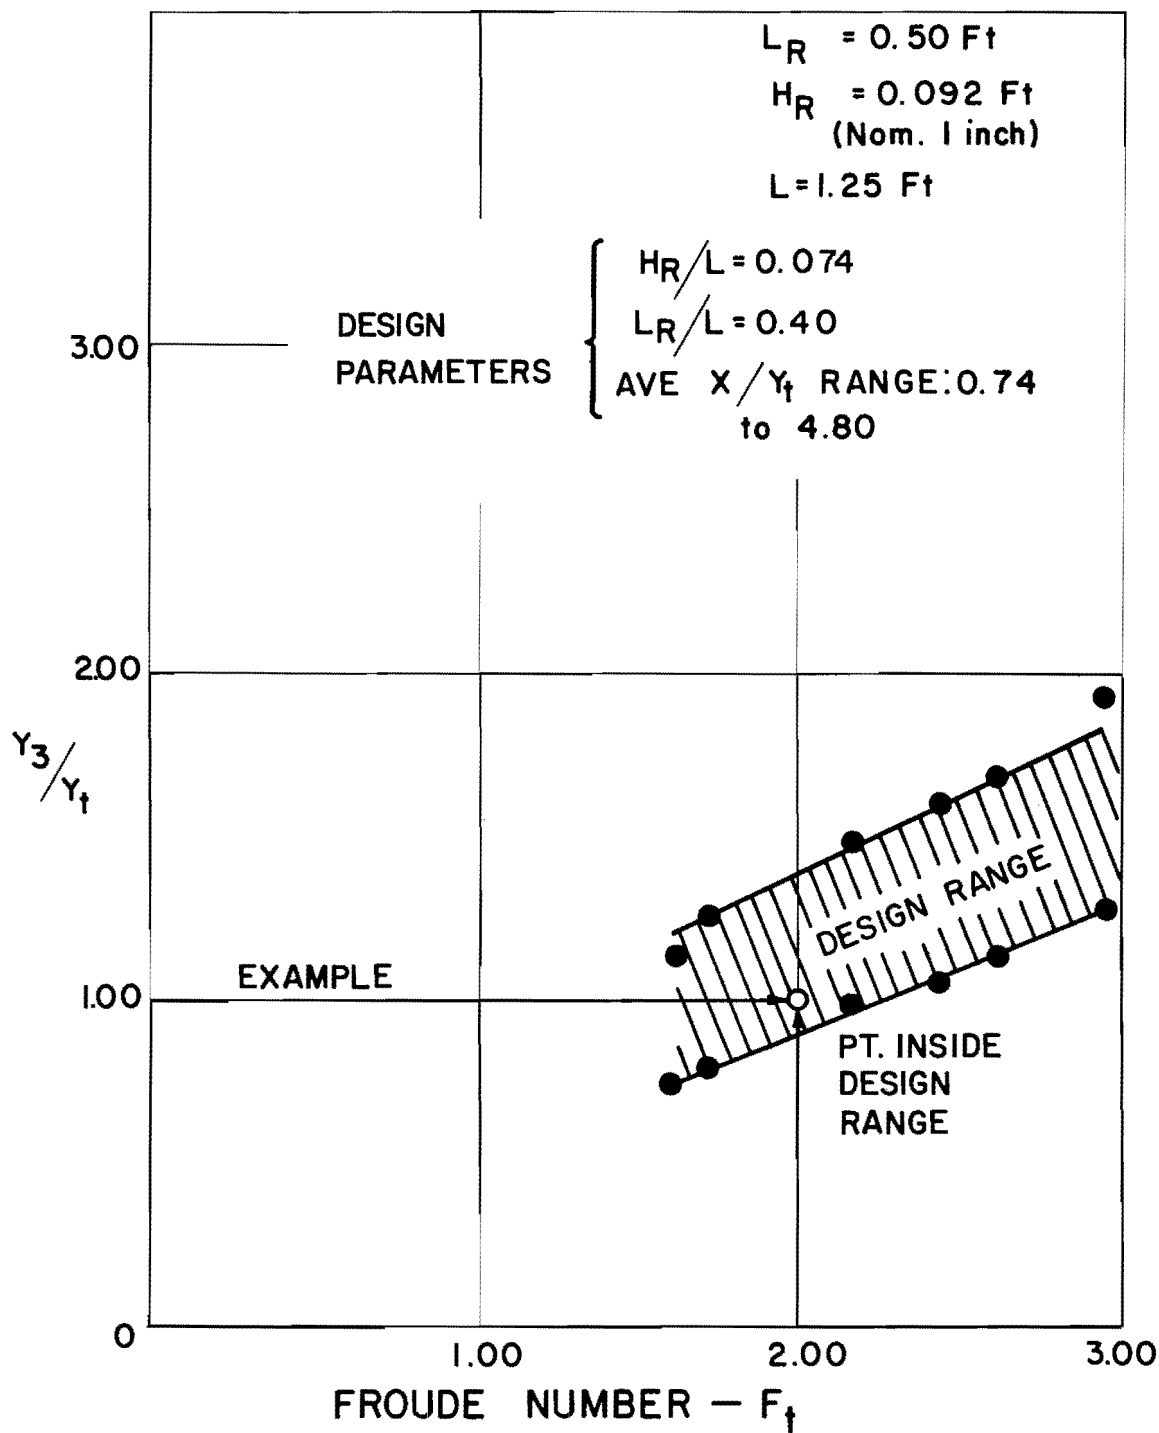 L_R = 0.50 Ft
H_R = 0.092 Ft
(Nom. 1 inch)
L=1.25 Ft
H_R/L=0.074
L_R/L=0.40
AVE X/Y_t RANGE:0.74
to 4.80
DESIGN
PARAMETERS
3.00
2.00
Y_3/Y_t
DESIGN RANGE
EXAMPLE
1.00
PT. INSIDE
DESIGN
RANGE
0
1.00
2.00
3.00
FROUDE NUMBER – F_t